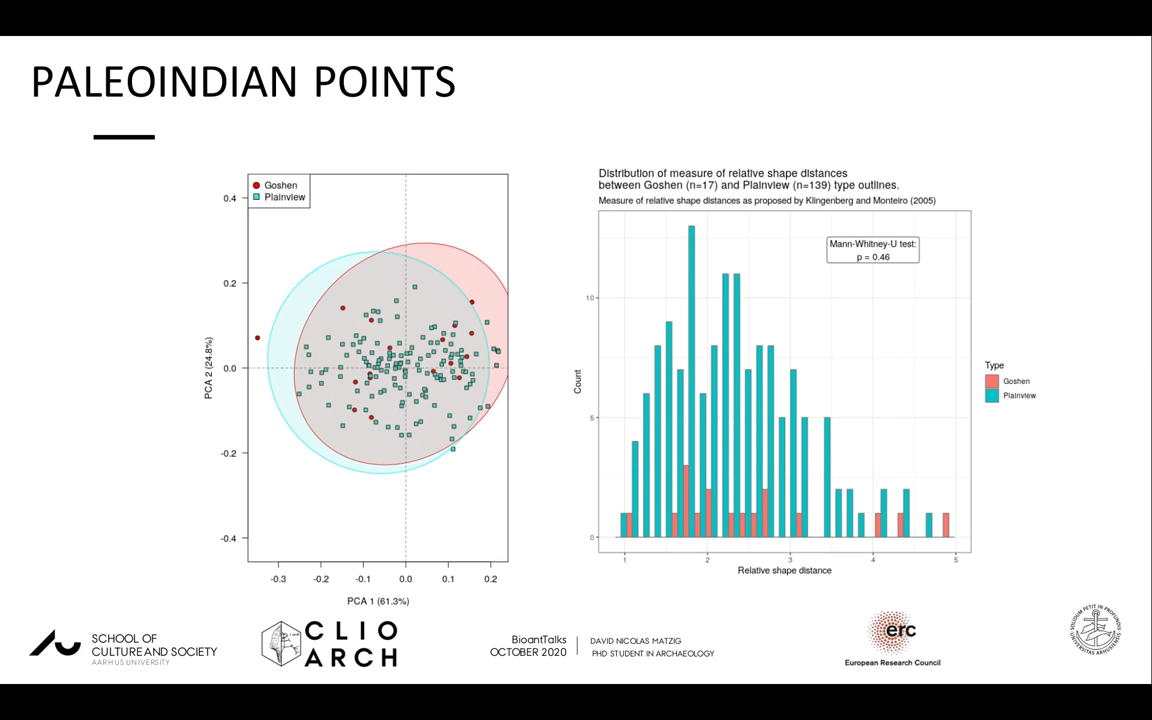 PALEOINDIAN POINTS
Goshen
Plainview
0.4
0.2
0.0
-0.2
-0.4
PCA 2 (24.8%)
-0.3 -0.2 -0.1 0.0 0.1 0.2
PCA 1 (61.3%)
Distribution of measure of relative shape distances
between Goshen (n=17) and Plainview (n=139) type outlines.
Measure of relative shape distances as proposed by Klingenberg and Monteiro (2005)
Mann-Whitney-U test:
p = 0.46
10
5
0
Count
1 2 3 4 5
Relative shape distance
Type
Goshen
Plainview
SCHOOL OF
CULTURE AND SOCIETY
AARHUS UNIVERSITY
CLIO
ARCH
BioantTalks
OCTOBER 2020
DAVID NICOLAS MATZIG
PHD STUDENT IN ARCHAEOLOGY
erc
European Research Council